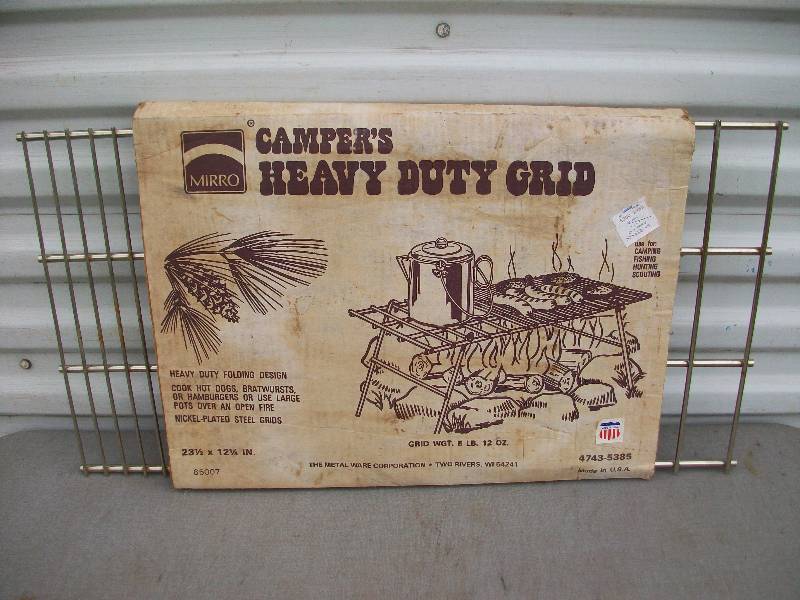 MIRRO
®
CAMPER'S
HEAVY DUTY GRID
use for:
CAMPING
FISHING
HUNTING
SCOUTING
HEAVY DUTY FOLDING DESIGN
COOK HOT DOGS, BRATWURSTS,
OR HAMBURGERS OR USE LARGE
POTS OVER AN OPEN FIRE
NICKEL-PLATED STEEL GRIDS
GRID WGT. 5 LB. 12 OZ.
23½ x 12¼ IN.
85007
THE METAL WARE CORPORATION • TWO RIVERS, WI 54241
4743-5385
Made in U.S.A.